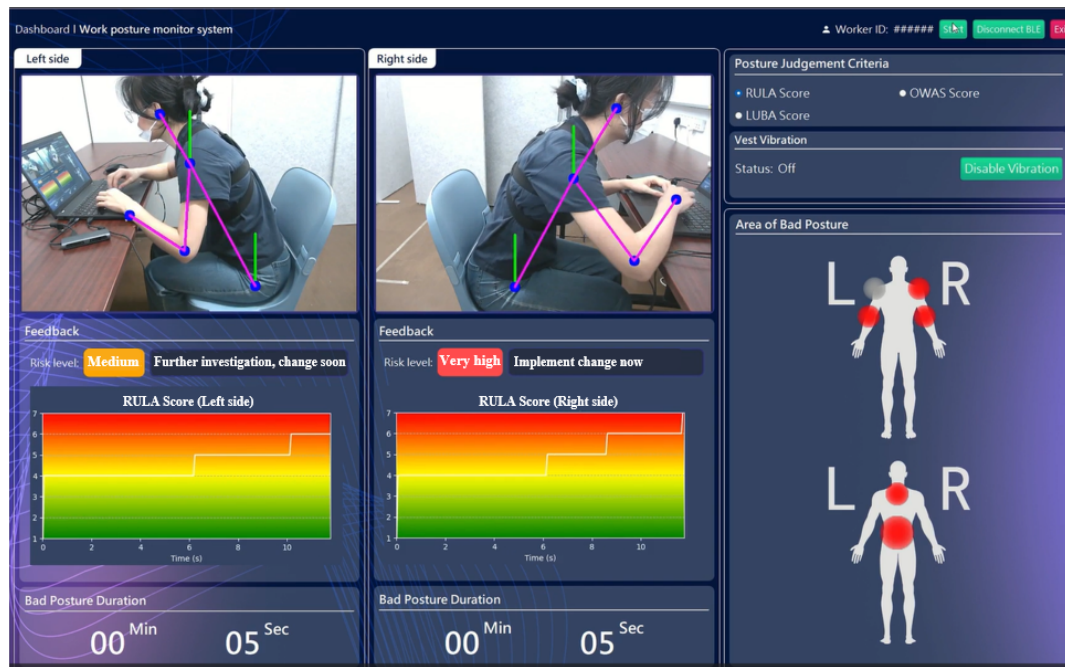 Dashboard I Work posture monitor system
Worker ID: ###### Start Disconnect BLE
Left side
Right side
Posture Judgement Criteria
RULA Score
OWAS Score
LUBA Score
Vest Vibration
Status: Off
Disable Vibration
Area of Bad Posture
L R
L R
Feedback
Risk level: Medium Further investigation, change soon
RULA Score (Left side)
7
6
5
4
3
2
1
0 2 4 6 8 10
Time (s)
Bad Posture Duration
00 Min 05 Sec
Feedback
Risk level: Very high Implement change now
RULA Score (Right side)
7
6
5
4
3
2
1
0 2 4 6 8 10
Time (s)
Bad Posture Duration
00 Min 05 Sec